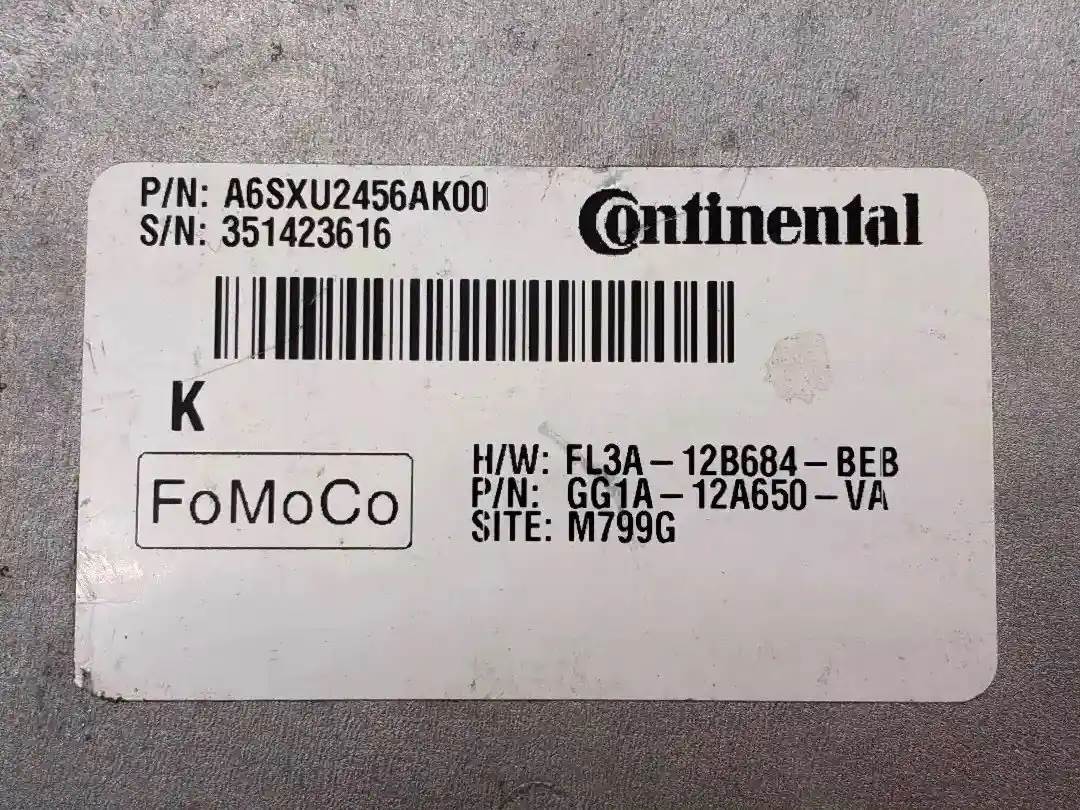 P/N: A6SXU2456AK00
S/N: 351423616
Continental
K
FoMoCo
H/W: FL3A-12B684-BEB
P/N: GG1A-12A650-VA
SITE: M799G